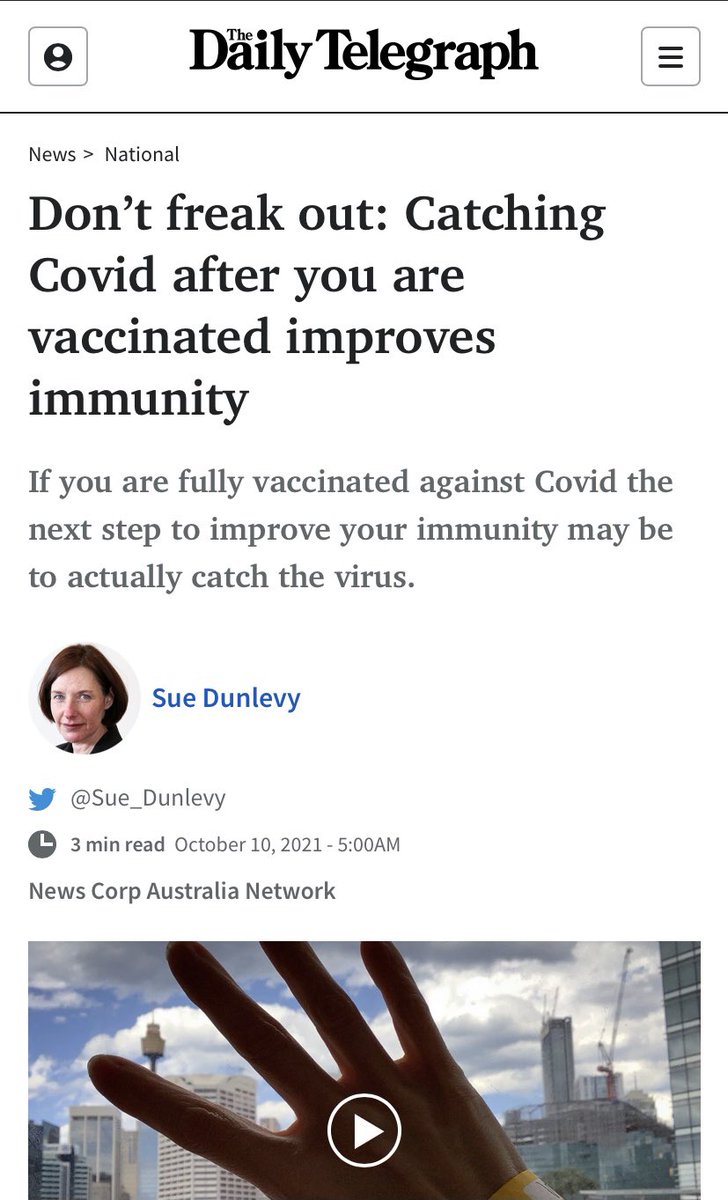 The Daily Telegraph
News > National
Don’t freak out: Catching
Covid after you are
vaccinated improves
immunity
If you are fully vaccinated against Covid the
next step to improve your immunity may be
to actually catch the virus.
Sue Dunlevy
@Sue_Dunlevy
3 min read October 10, 2021 - 5:00AM
News Corp Australia Network